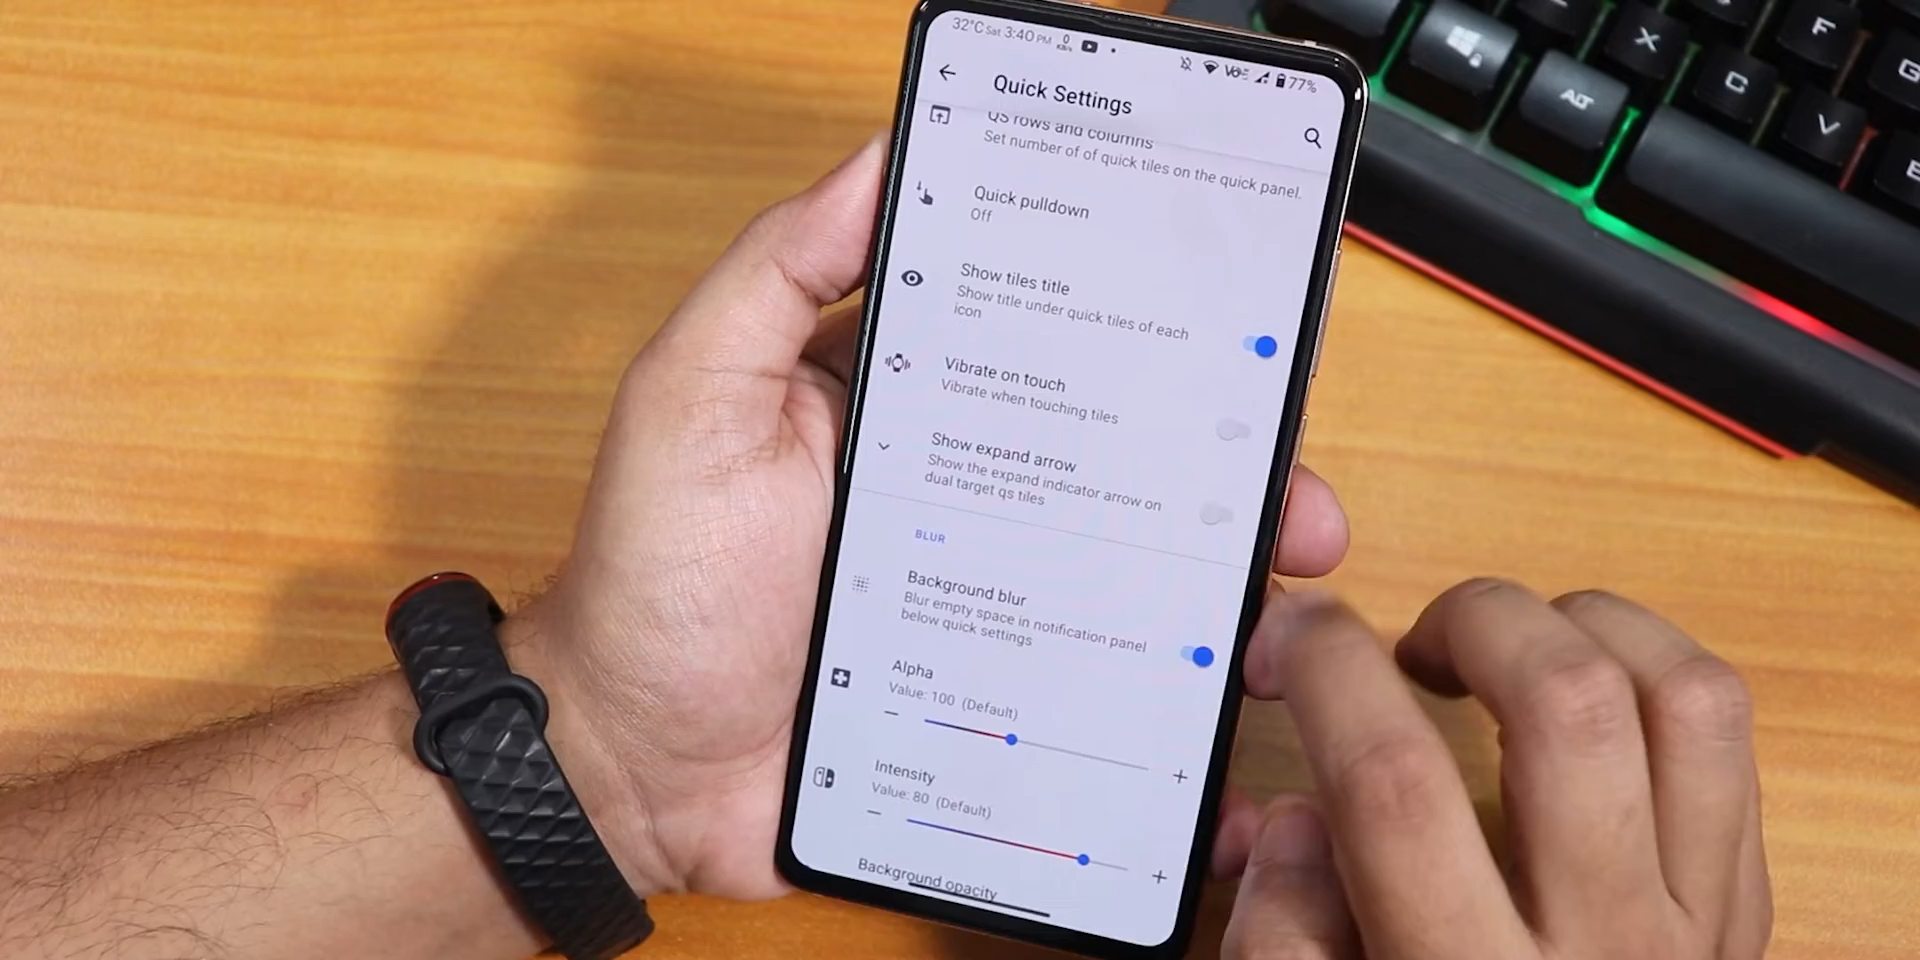 32°C Sat 3:40 PM 0 KB/s 77%
Quick Settings
QS rows and columns
Set number of of quick tiles on the quick panel.
Quick pulldown
Off
Show tiles title
Show title under quick tiles of each
icon
Vibrate on touch
Vibrate when touching tiles
Show expand arrow
Show the expand indicator arrow on
dual target qs tiles
BLUR
Background blur
Blur empty space in notification panel
below quick settings
Alpha
Value: 100 (Default)
Intensity
Value: 80 (Default)
Background opacity
ALT
X
C
V
F
G